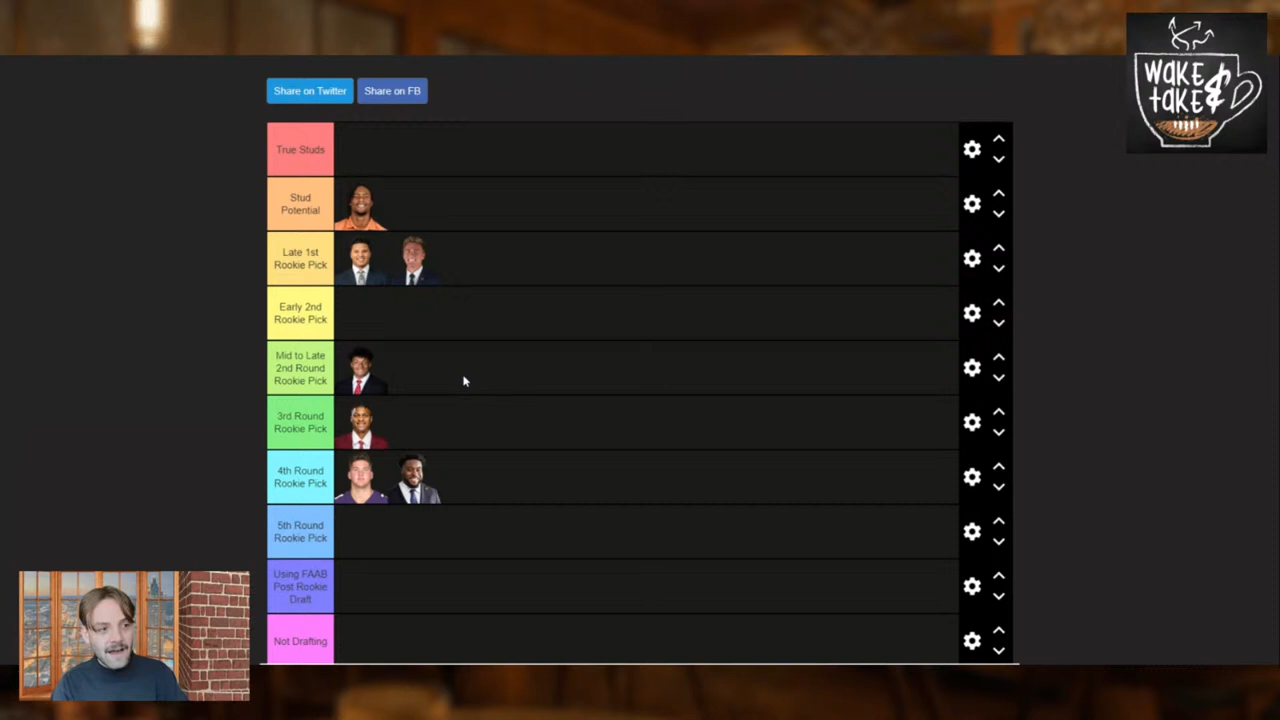 WAKE &
TAKE
Share on Twitter
Share on FB
True Studs
Stud
Potential
Late 1st
Rookie Pick
Early 2nd
Rookie Pick
Mid to Late
2nd Round
Rookie Pick
3rd Round
Rookie Pick
4th Round
Rookie Pick
5th Round
Rookie Pick
Using FAAB
Post Rookie
Draft
Not Drafting